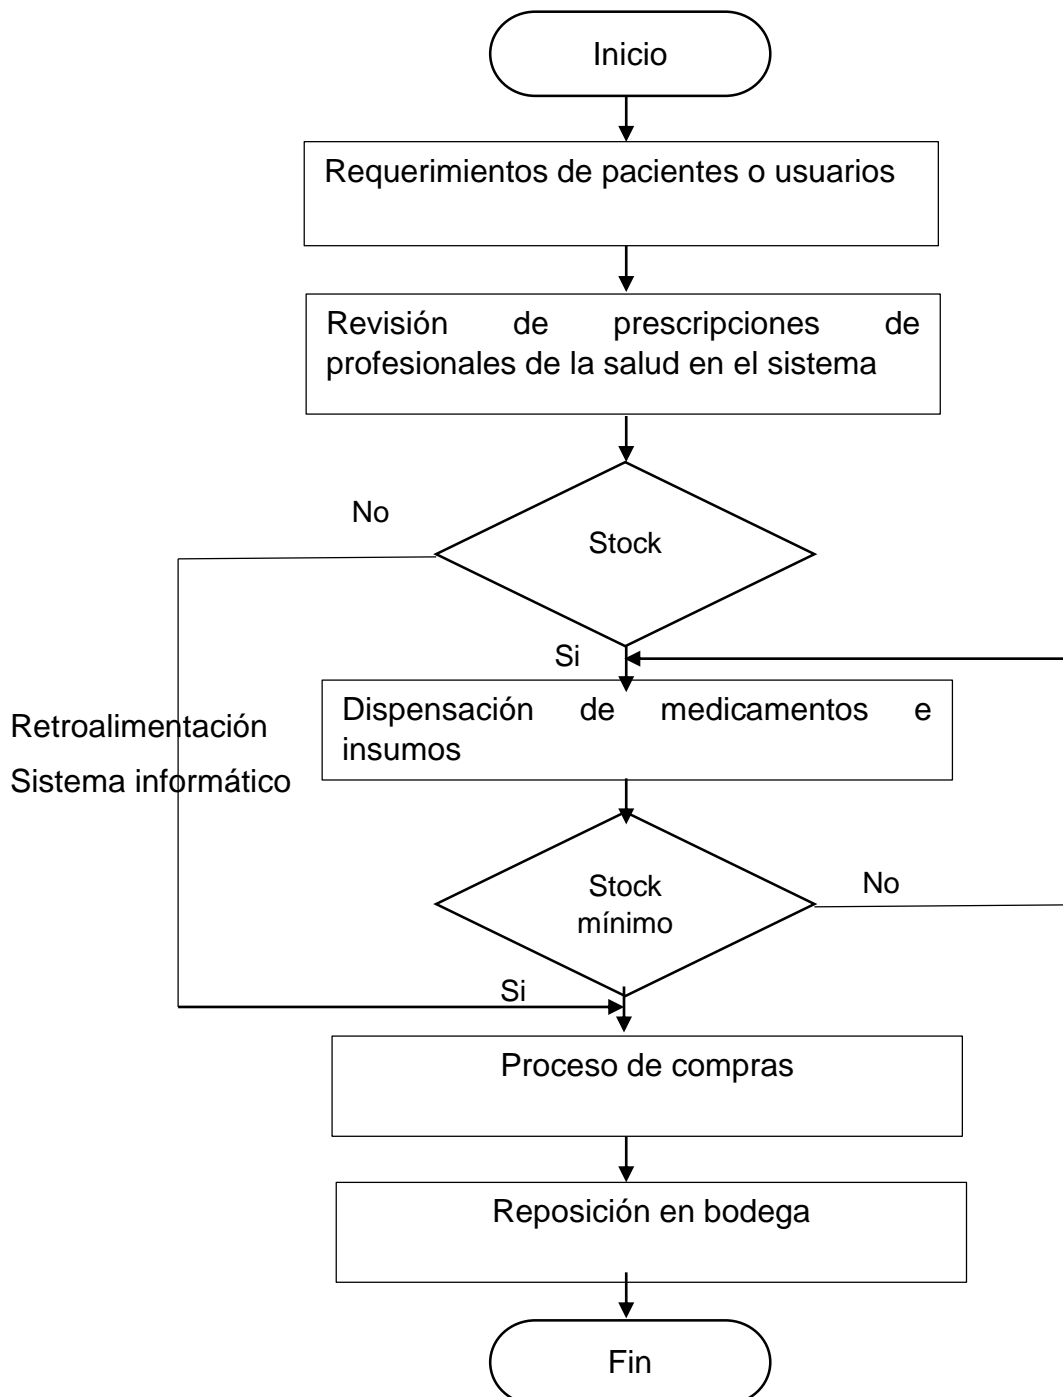 Inicio
Requerimientos de pacientes o usuarios
Revisión de prescripciones de
profesionales de la salud en el sistema
No
Stock
Si
Dispensación de medicamentos e
insumos
Retroalimentación
Sistema informático
Stock
mínimo
No
Si
Proceso de compras
Reposición en bodega
Fin